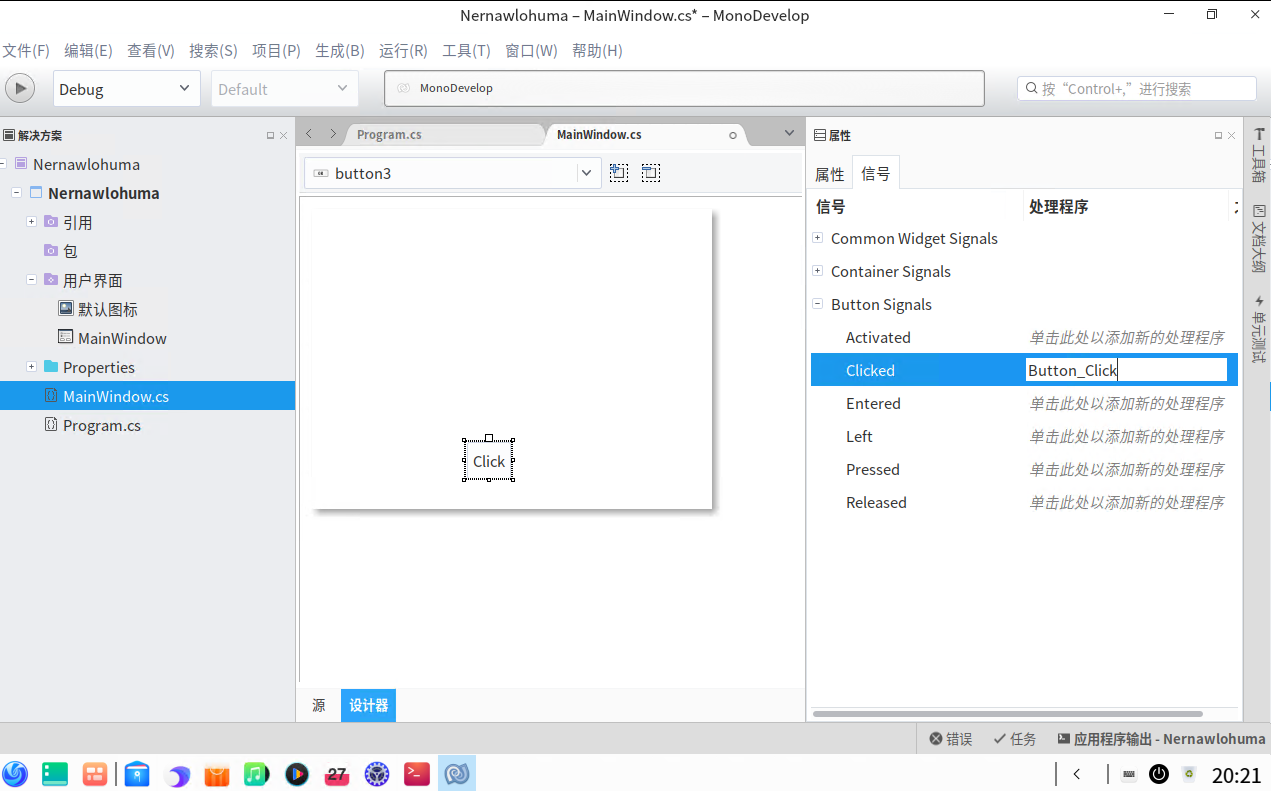 Nernawlohuma – MainWindow.cs* – MonoDevelop
文件(F) 编辑(E) 查看(V) 搜索(S) 项目(P) 生成(B) 运行(R) 工具(T) 窗口(W) 帮助(H)
Debug Default MonoDevelop 按“Control+,”进行搜索
解决方案
Nernawlohuma
Nernawlohuma
引用
包
用户界面
默认图标
MainWindow
Properties
MainWindow.cs
Program.cs
Program.cs MainWindow.cs
button3
Click
源 设计器
属性
属性 信号
信号 处理程序
Common Widget Signals
Container Signals
Button Signals
Activated 单击此处以添加新的处理程序
Clicked Button_Click
Entered 单击此处以添加新的处理程序
Left 单击此处以添加新的处理程序
Pressed 单击此处以添加新的处理程序
Released 单击此处以添加新的处理程序
工具箱
文档大纲
单元测试
错误 任务 应用程序输出 - Nernawlohuma
27
20:21